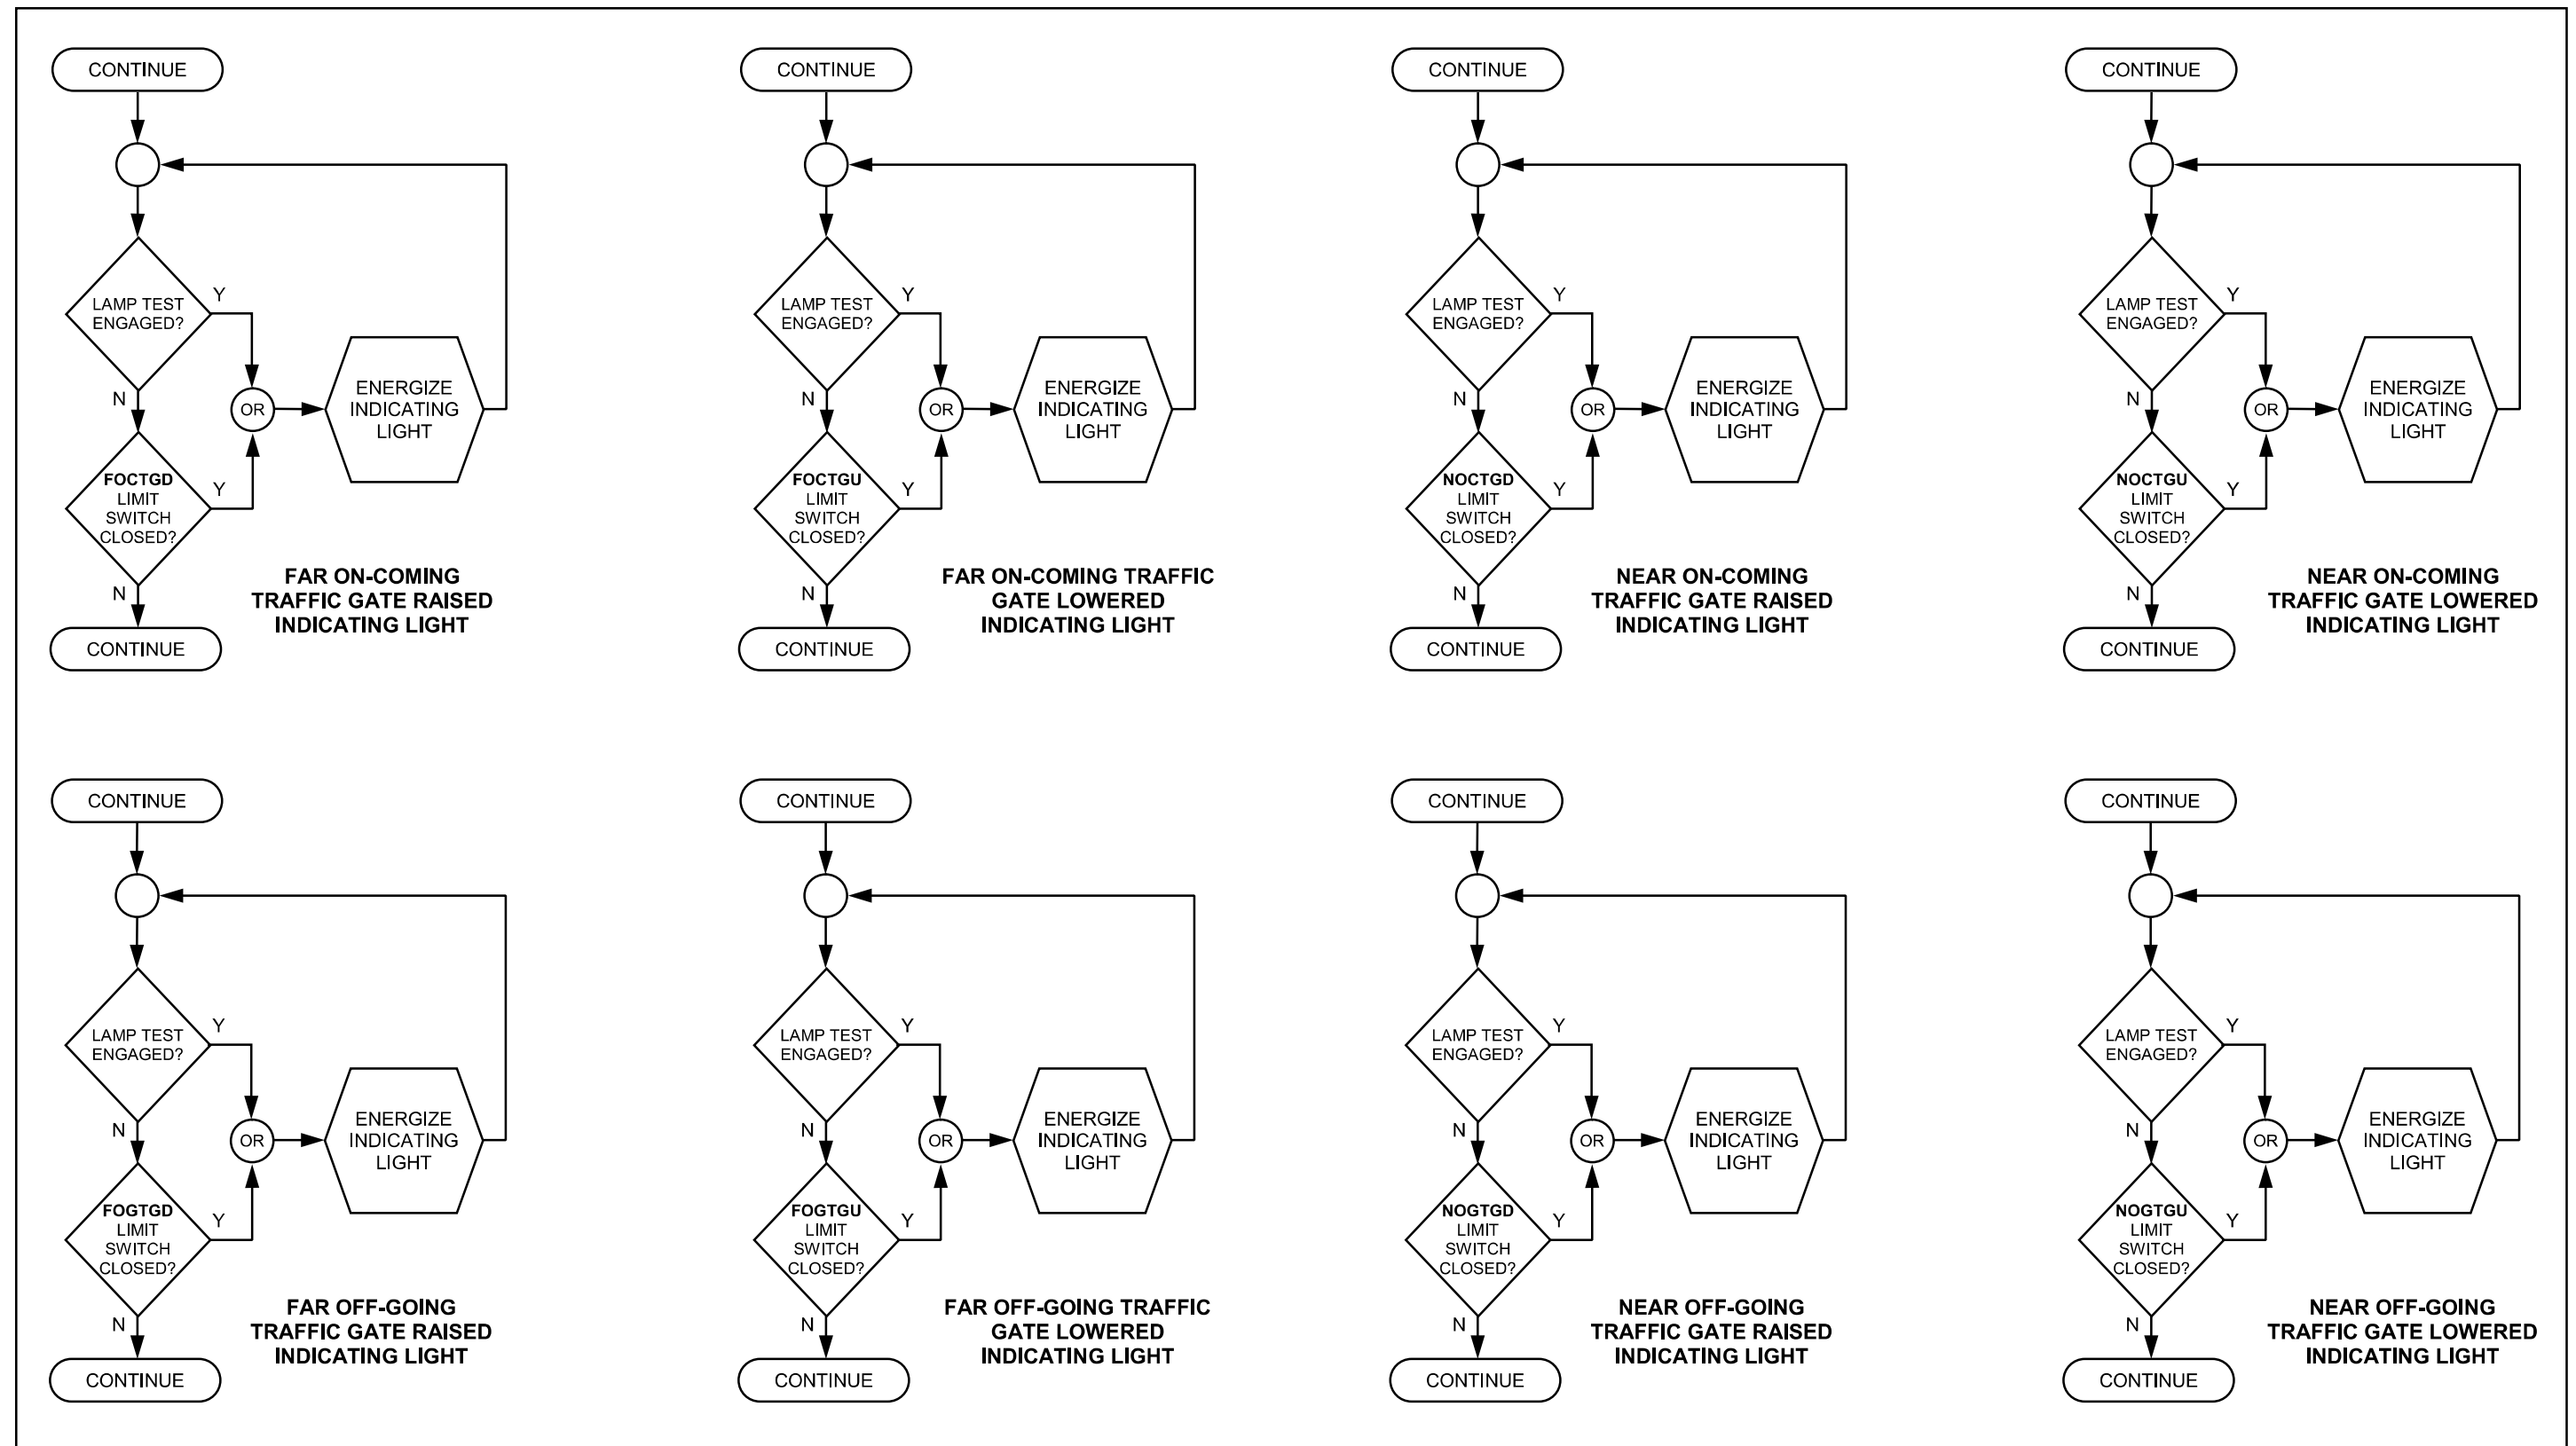 CONTINUE
LAMP TEST
ENGAGED?
Y
N
OR
ENERGIZE
INDICATING
LIGHT
FOCTGD
LIMIT
SWITCH
CLOSED?
Y
N
FAR ON-COMING
TRAFFIC GATE RAISED
INDICATING LIGHT
CONTINUE
CONTINUE
LAMP TEST
ENGAGED?
Y
N
OR
ENERGIZE
INDICATING
LIGHT
FOCTGU
LIMIT
SWITCH
CLOSED?
Y
N
FAR ON-COMING TRAFFIC
GATE LOWERED
INDICATING LIGHT
CONTINUE
CONTINUE
LAMP TEST
ENGAGED?
Y
N
OR
ENERGIZE
INDICATING
LIGHT
NOCTGD
LIMIT
SWITCH
CLOSED?
Y
N
NEAR ON-COMING
TRAFFIC GATE RAISED
INDICATING LIGHT
CONTINUE
CONTINUE
LAMP TEST
ENGAGED?
Y
N
OR
ENERGIZE
INDICATING
LIGHT
NOCTGU
LIMIT
SWITCH
CLOSED?
Y
N
NEAR ON-COMING
TRAFFIC GATE LOWERED
INDICATING LIGHT
CONTINUE
CONTINUE
LAMP TEST
ENGAGED?
Y
N
OR
ENERGIZE
INDICATING
LIGHT
FOGTGD
LIMIT
SWITCH
CLOSED?
Y
N
FAR OFF-GOING
TRAFFIC GATE RAISED
INDICATING LIGHT
CONTINUE
CONTINUE
LAMP TEST
ENGAGED?
Y
N
OR
ENERGIZE
INDICATING
LIGHT
FOGTGU
LIMIT
SWITCH
CLOSED?
Y
N
FAR OFF-GOING TRAFFIC
GATE LOWERED
INDICATING LIGHT
CONTINUE
CONTINUE
LAMP TEST
ENGAGED?
Y
N
OR
ENERGIZE
INDICATING
LIGHT
NOGTGD
LIMIT
SWITCH
CLOSED?
Y
N
NEAR OFF-GOING
TRAFFIC GATE RAISED
INDICATING LIGHT
CONTINUE
CONTINUE
LAMP TEST
ENGAGED?
Y
N
OR
ENERGIZE
INDICATING
LIGHT
NOGTGU
LIMIT
SWITCH
CLOSED?
Y
N
NEAR OFF-GOING
TRAFFIC GATE LOWERED
INDICATING LIGHT
CONTINUE